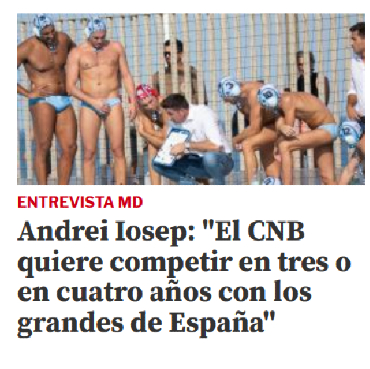 ENTREVISTA MD
Andrei Iosep: "El CNB
quiere competir en tres o
en cuatro años con los
grandes de España"